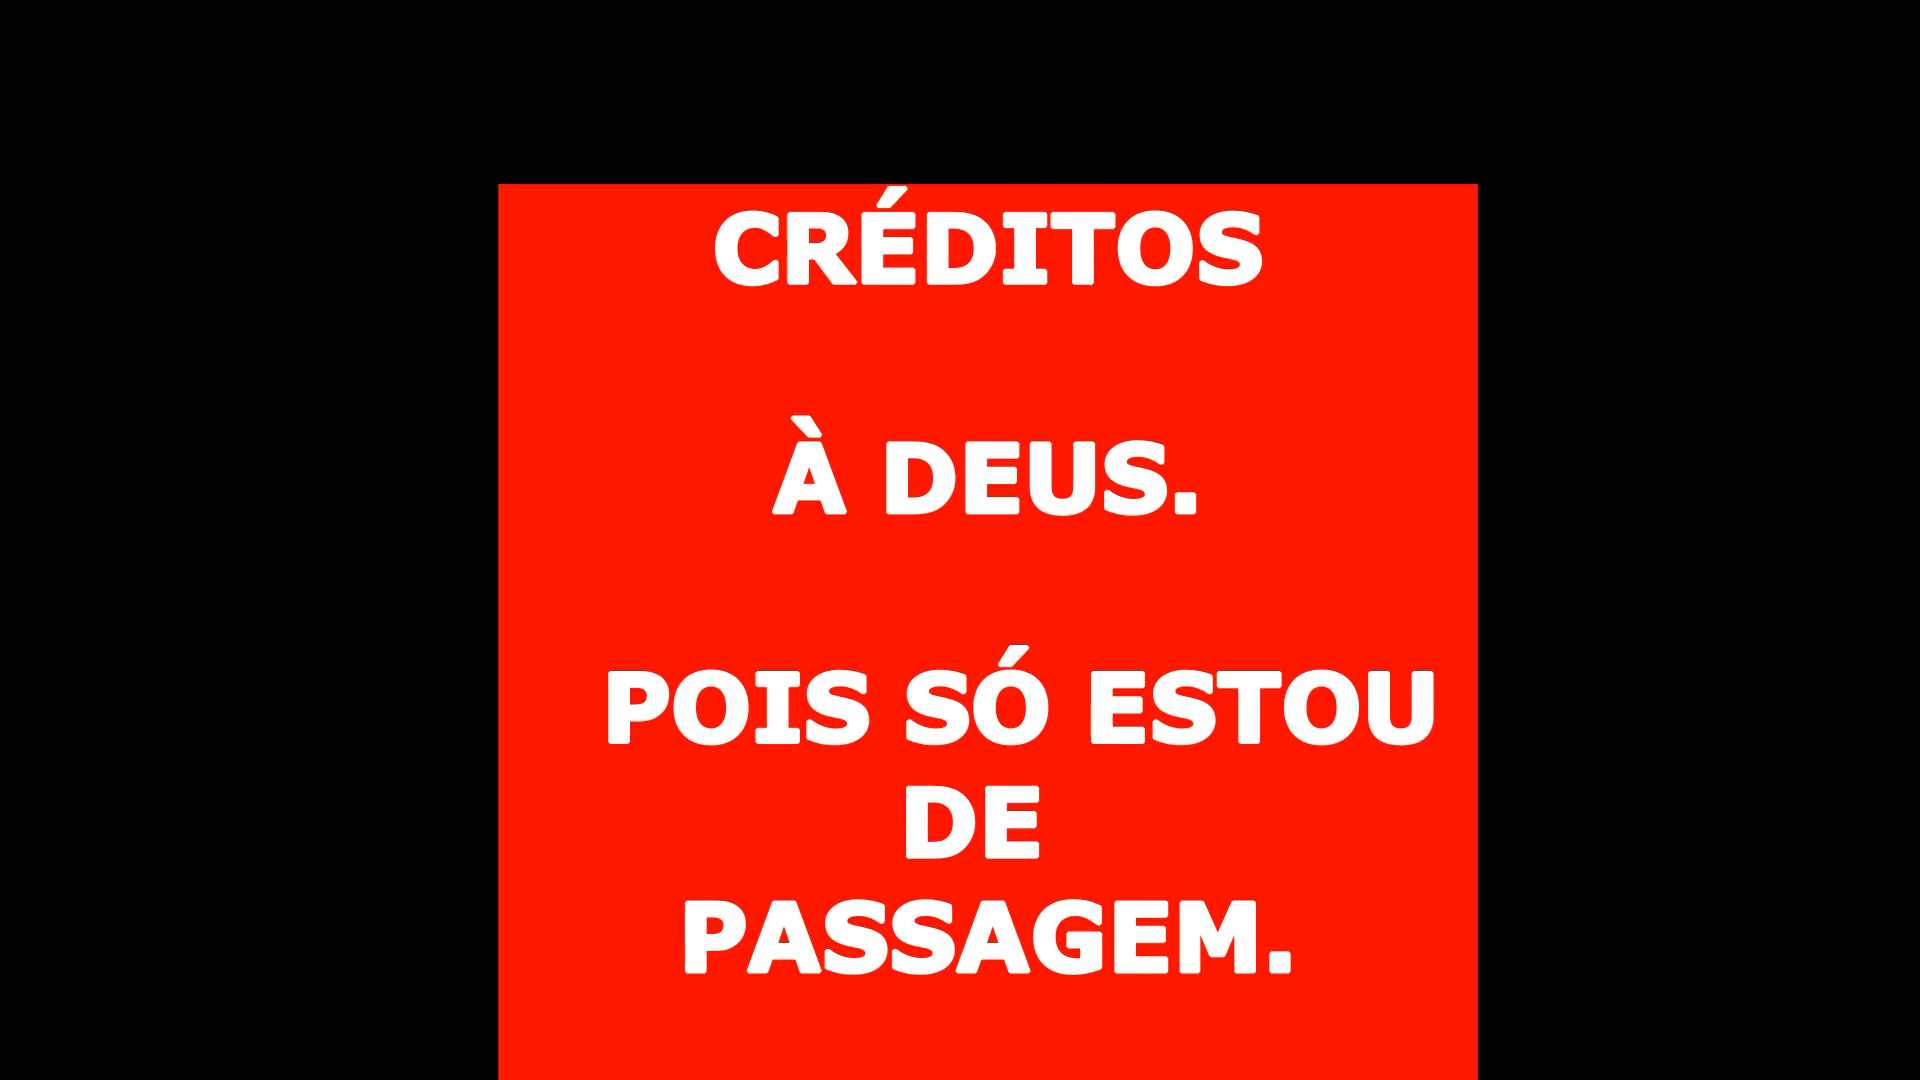 CRÉDITOS
À DEUS.
POIS SÓ ESTOU
DE
PASSAGEM.